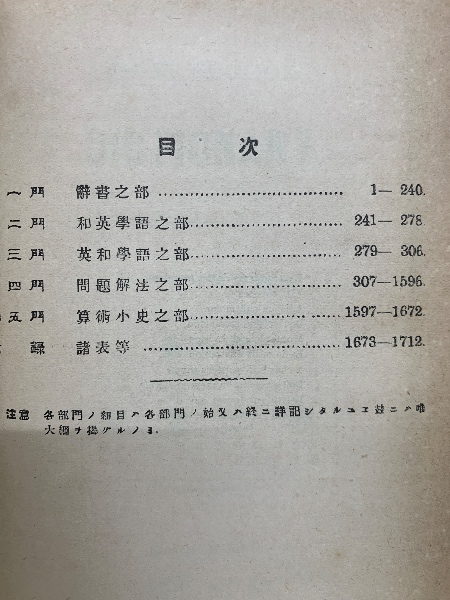 目次
一門 辭書之部 1—240.
二門 和英學語之部 241—278
三門 英和學語之部 279—306.
四門 問題解法之部 307—1596.
五門 算術小史之部 1597—1672.
錄 諸表等 1673—1712.
注意 各部門ノ細目ハ各部門ノ始又ハ終ニ詳記シタルユエ茲ニハ唯
大綱ヲ揭グルノミ.